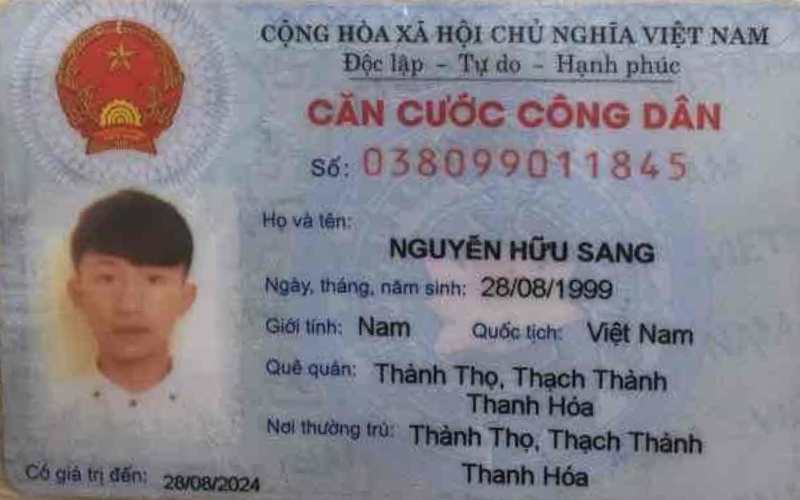 CỘNG HÒA XÃ HỘI CHỦ NGHĨA VIỆT NAM
Độc lập - Tự do - Hạnh phúc
CĂN CƯỚC CÔNG DÂN
Số: 038099011845
Họ và tên:
NGUYỄN HỮU SANG
Ngày, tháng, năm sinh: 28/08/1999
Giới tính: Nam Quốc tịch: Việt Nam
Quê quán: Thành Thọ, Thạch Thành
Thanh Hóa
Nơi thường trú: Thành Thọ, Thạch Thành
Thanh Hóa
Có giá trị đến: 28/08/2024